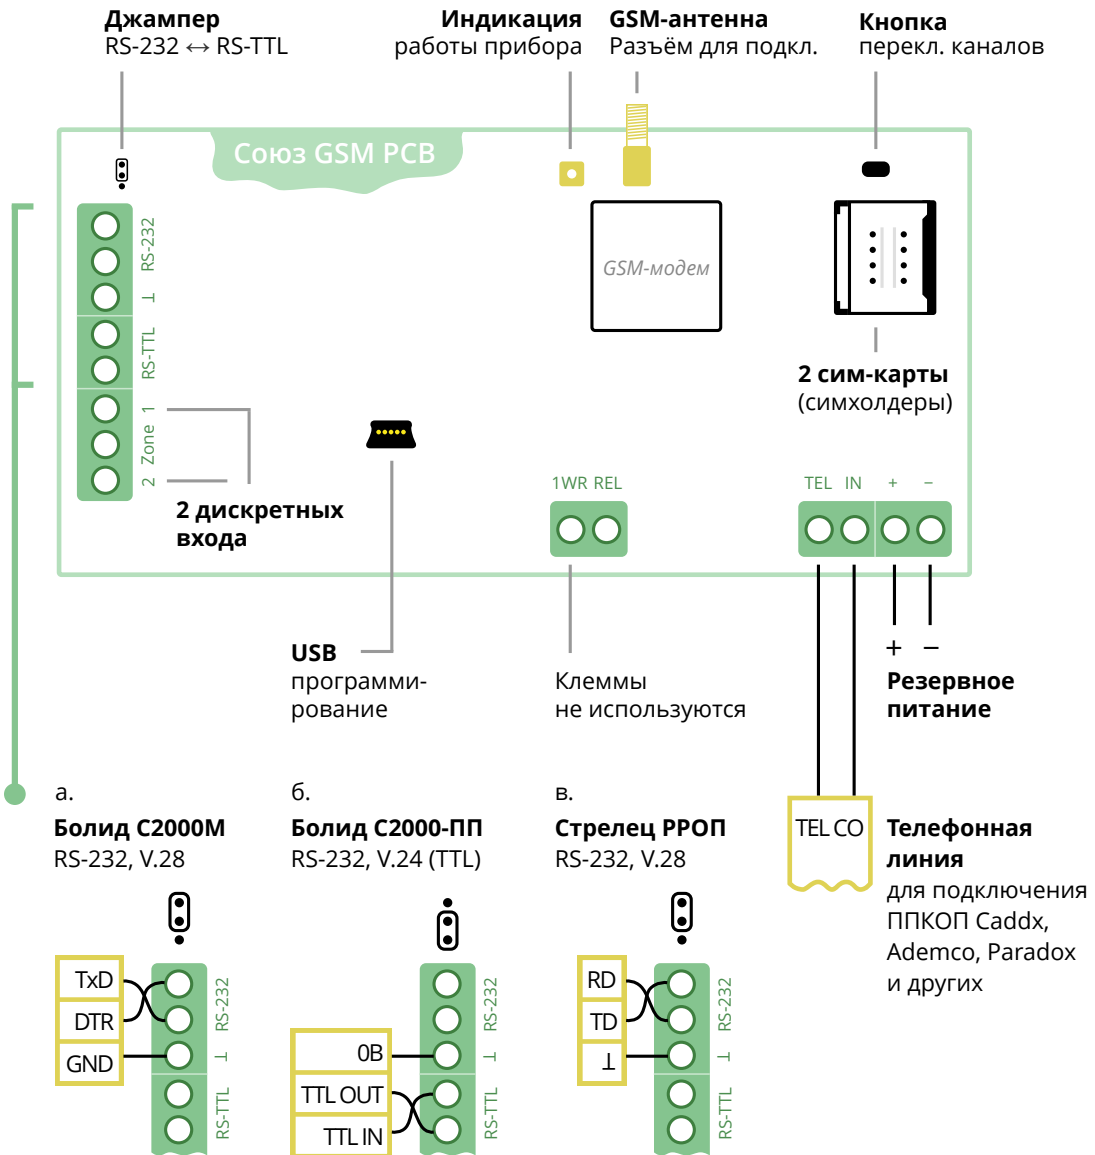 Джампер
RS-232 ↔ RS-TTL
Индикация
работы прибора
GSM-антенна
Разъём для подкл.
Кнопка
перекл. каналов
Союз GSM PCB
RS-232
⊥
RS-TTL
Zone 1
2
GSM-модем
2 сим-карты
(симхолдеры)
2 дискретных
входа
1WR REL
TEL IN + −
USB
программи-
рование
Клеммы
не используются
+ −
Резервное
питание
TEL CO
Телефонная
линия
для подключения
ППКОП Caddx,
Ademco, Paradox
и других
а.
Болид С2000М
RS-232, V.28
TxD
DTR
GND
RS-232
⊥
RS-TTL
б.
Болид С2000-ПП
RS-232, V.24 (TTL)
0В
TTL OUT
TTL IN
RS-232
⊥
RS-TTL
в.
Стрелец РРОП
RS-232, V.28
RD
TD
⊥
RS-232
⊥
RS-TTL